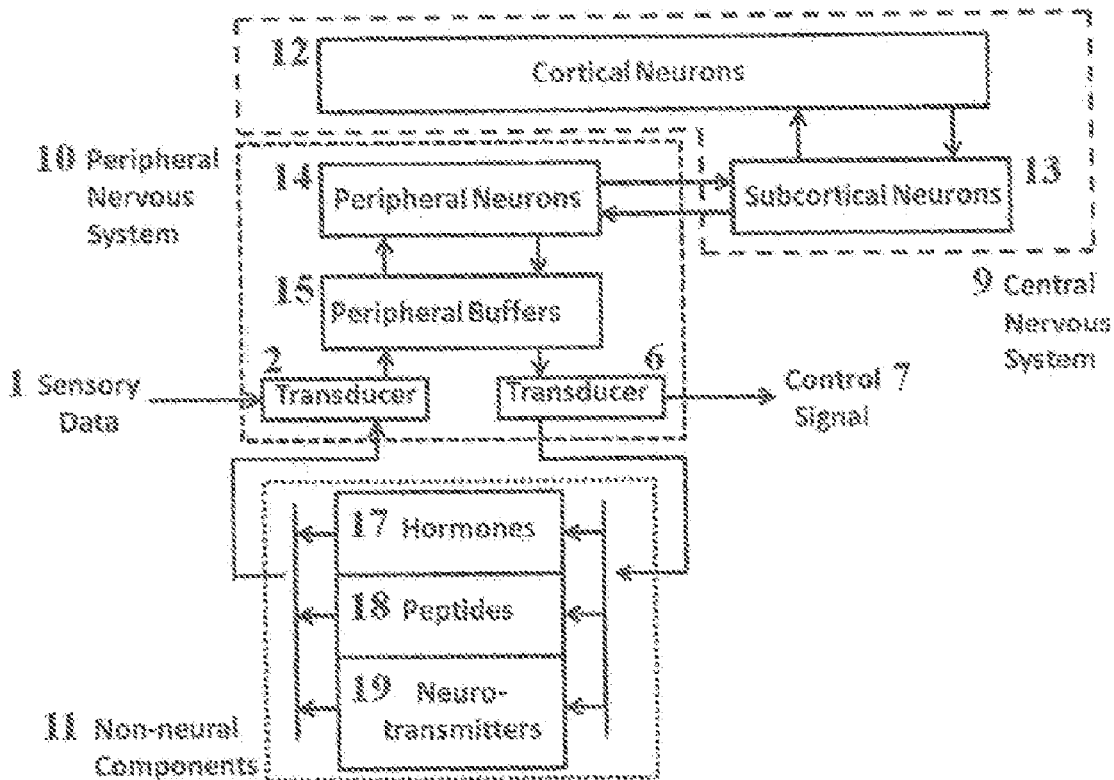 12
Cortical Neurons
10 Peripheral
Nervous
System
14
Peripheral Neurons
Subcortical Neurons
13
15
Peripheral Buffers
9 Central
Nervous
System
2
Transducer
6
Transducer
1 Sensory
Data
Control 7
Signal
17 Hormones
18 Peptides
19 Neuro-
transmitters
11 Non-neural
Components